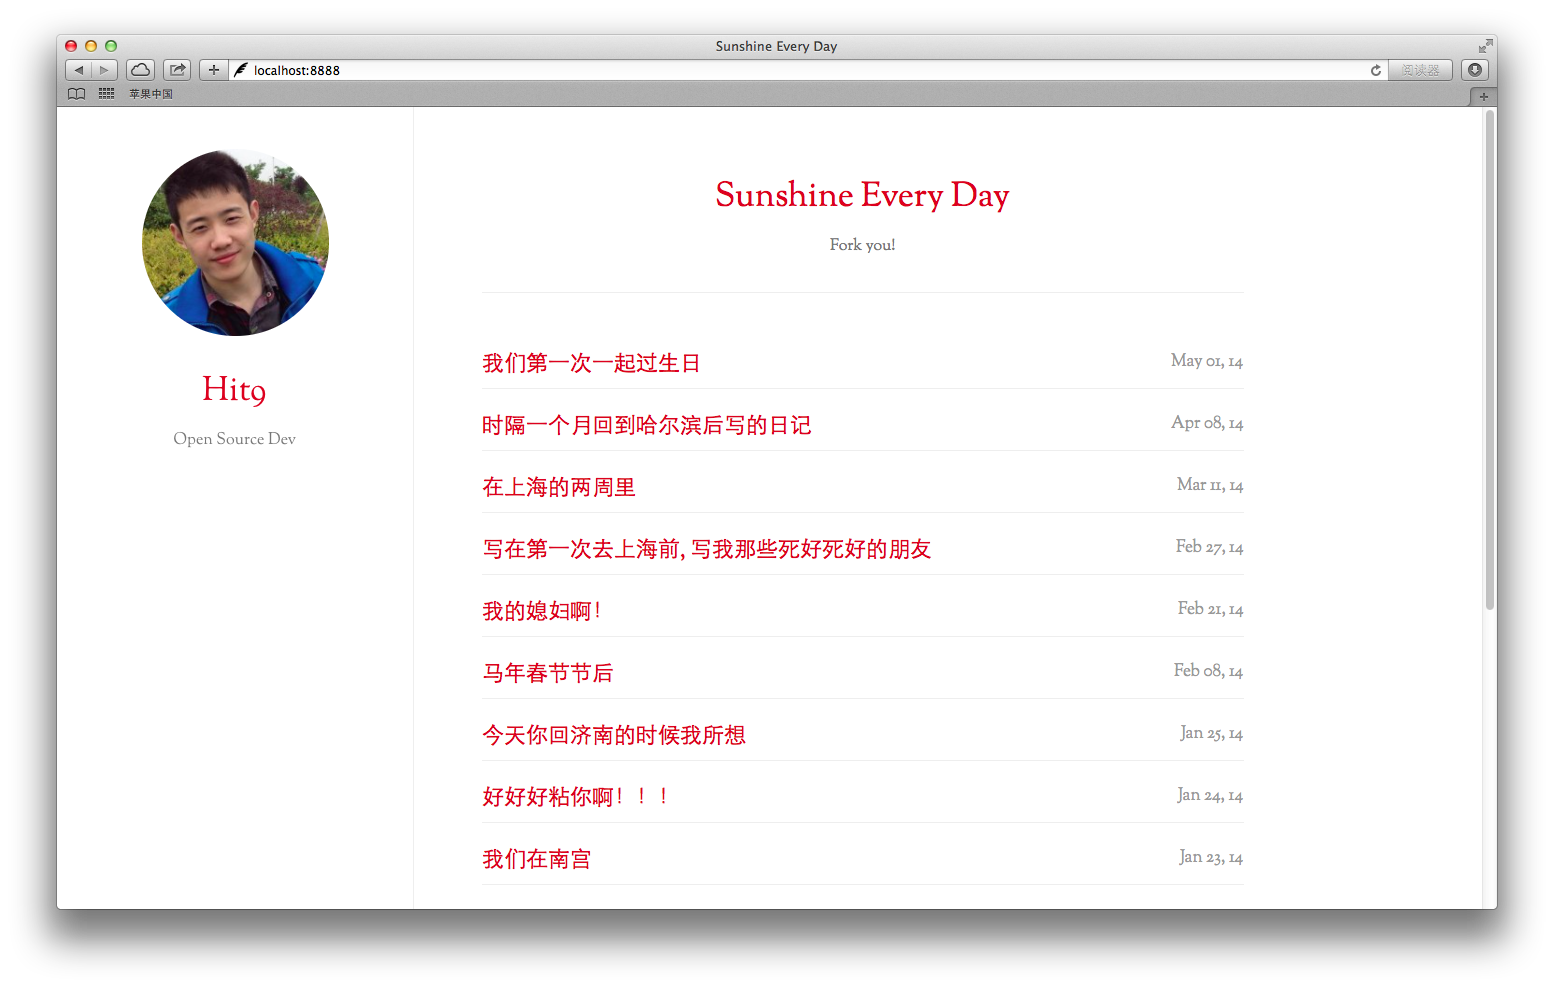 Sunshine Every Day
localhost:8888
阅读器
苹果中国
Hit9
Open Source Dev
Sunshine Every Day
Fork you!
我们第一次一起过生日 May 01, 14
时隔一个月回到哈尔滨后写的日记 Apr 08, 14
在上海的两周里 Mar 11, 14
写在第一次去上海前, 写我那些死好死好的朋友 Feb 27, 14
我的媳妇啊！ Feb 21, 14
马年春节节后 Feb 08, 14
今天你回济南的时候我所想 Jan 25, 14
好好好粘你啊！！！ Jan 24, 14
我们在南宫 Jan 23, 14